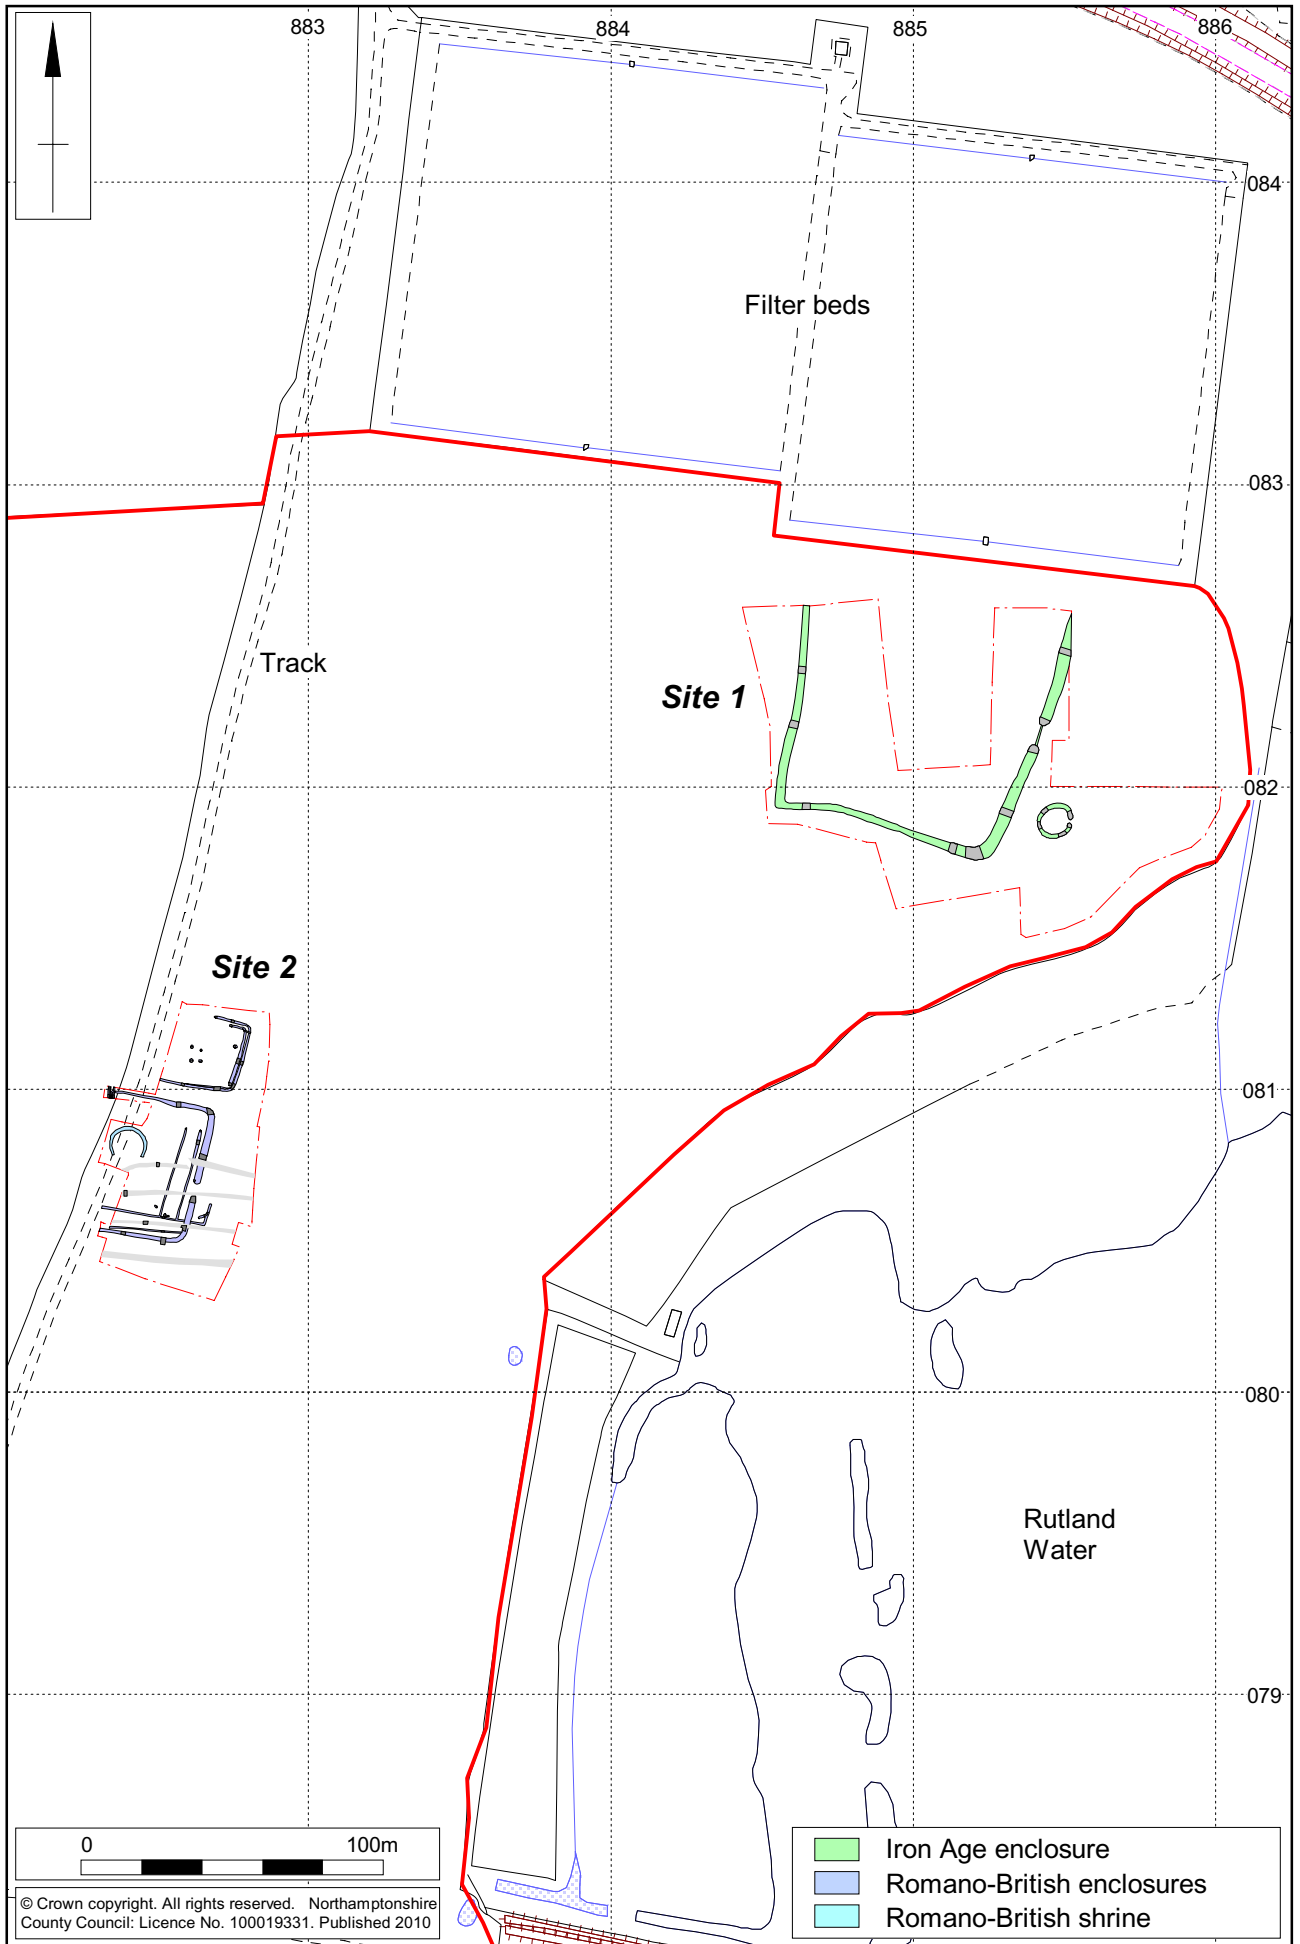 883
884
885
886
084
Filter beds
083
Track
Site 1
082
Site 2
081
080
Rutland
Water
079
0 100m
© Crown copyright. All rights reserved. Northamptonshire
County Council: Licence No. 100019331. Published 2010
Iron Age enclosure
Romano-British enclosures
Romano-British shrine